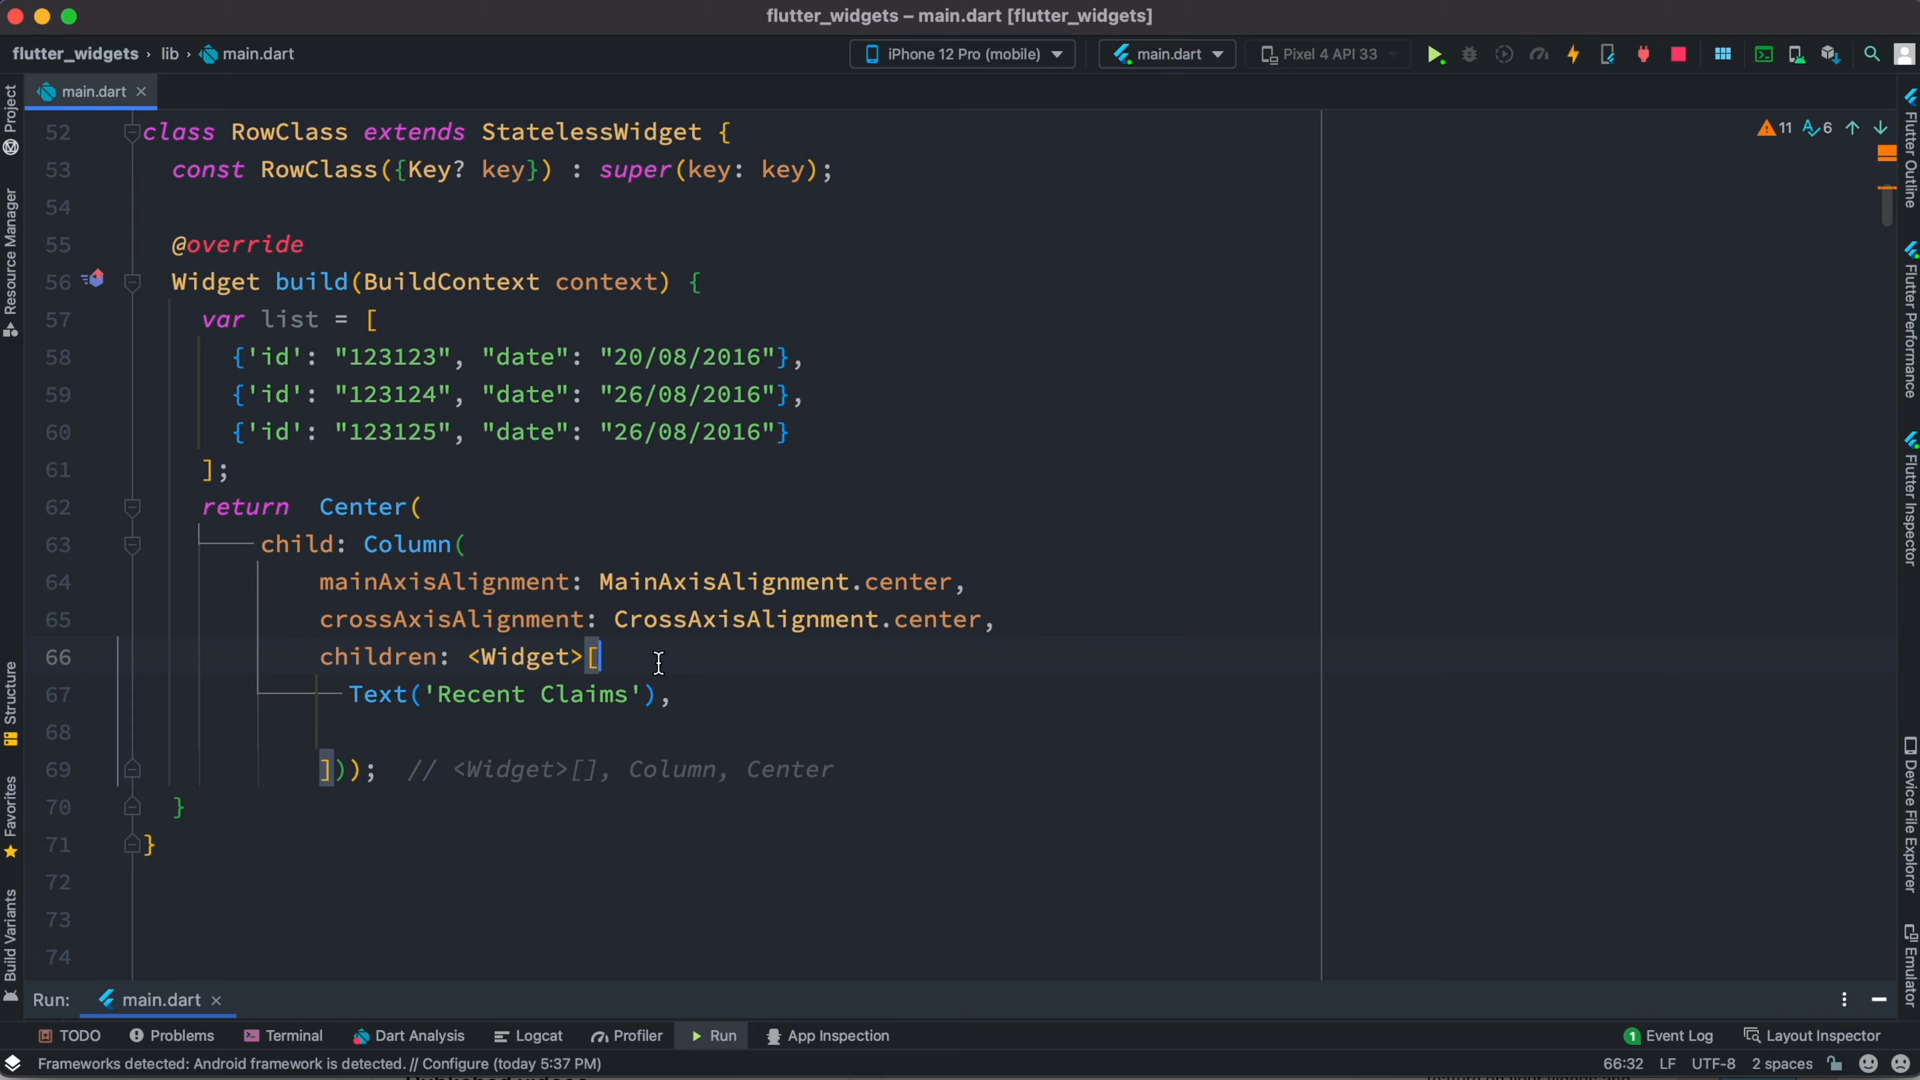 flutter_widgets – main.dart [flutter_widgets]
flutter_widgets › lib › main.dart
iPhone 12 Pro (mobile)
main.dart
Pixel 4 API 33
main.dart
11 6
52 class RowClass extends StatelessWidget {
53 const RowClass({Key? key}) : super(key: key);
54
55 @override
56 Widget build(BuildContext context) {
57 var list = [
58 {'id': "123123", "date": "20/08/2016"},
59 {'id': "123124", "date": "26/08/2016"},
60 {'id': "123125", "date": "26/08/2016"}
61 ];
62 return  Center(
63 child: Column(
64 mainAxisAlignment: MainAxisAlignment.center,
65 crossAxisAlignment: CrossAxisAlignment.center,
66 children: <Widget>[
67 Text('Recent Claims'),
68
69 ])); // <Widget>[], Column, Center
70 }
71 }
72
73
74
Project
Resource Manager
Structure
Favorites
Build Variants
Flutter Outline
Flutter Performance
Flutter Inspector
Device File Explorer
Emulator
Run: main.dart
TODO Problems Terminal Dart Analysis Logcat Profiler Run App Inspection
1 Event Log Layout Inspector
Frameworks detected: Android framework is detected. // Configure (today 5:37 PM)
66:32 LF UTF-8 2 spaces